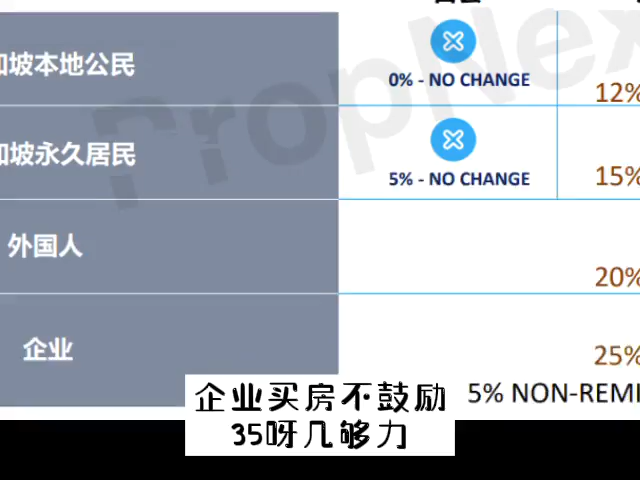 加坡本地公民
0% - NO CHANGE
12%
加坡永久居民
5% - NO CHANGE
15%
外国人
20%
企业
25%
5% NON-REMI
企业买房不鼓励
35呀几够力
PropNex